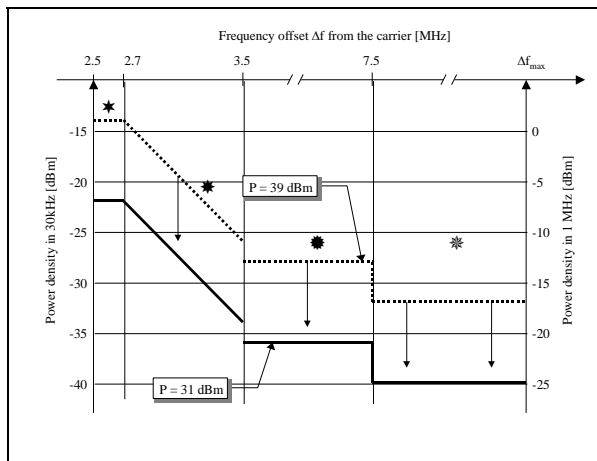 Frequency offset Δf from the carrier [MHz]
2.5 2.7 3.5 7.5 Δfmax
-15 0
-20 -5
P = 39 dBm
-25 -10
-30 -15
-35 -20
P = 31 dBm
-40 -25
Power density in 30kHz [dBm]
Power density in 1 MHz [dBm]